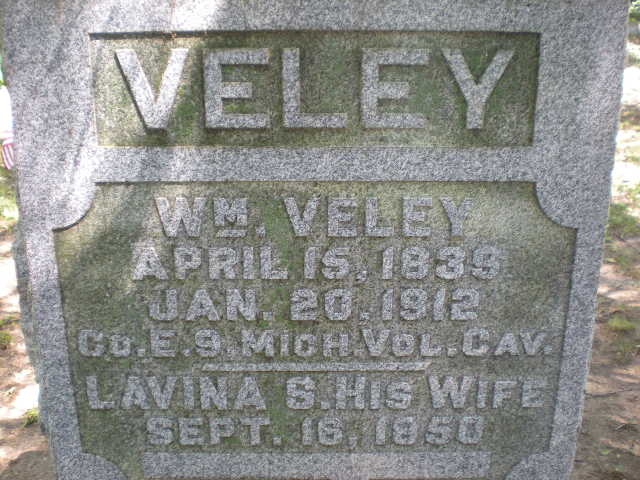 VELEY
WM. VELEY
APRIL 15, 1839
JAN. 20, 1912
CO. E. 9. MICH. VOL. CAV.
LAVINA S. HIS WIFE
SEPT. 16, 1850